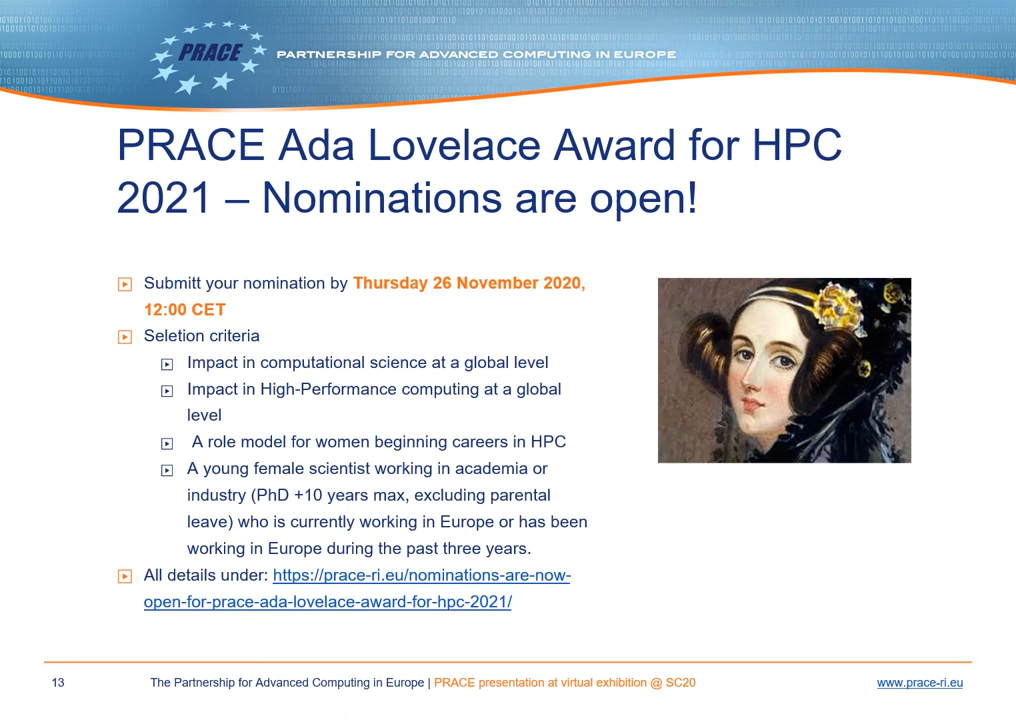 PRACE
PARTNERSHIP FOR ADVANCED COMPUTING IN EUROPE
PRACE Ada Lovelace Award for HPC
2021 – Nominations are open!
Submitt your nomination by Thursday 26 November 2020,
12:00 CET
Seletion criteria
Impact in computational science at a global level
Impact in High-Performance computing at a global
level
A role model for women beginning careers in HPC
A young female scientist working in academia or
industry (PhD +10 years max, excluding parental
leave) who is currently working in Europe or has been
working in Europe during the past three years.
All details under: https://prace-ri.eu/nominations-are-now-
open-for-prace-ada-lovelace-award-for-hpc-2021/
13 The Partnership for Advanced Computing in Europe | PRACE presentation at virtual exhibition @ SC20 www.prace-ri.eu